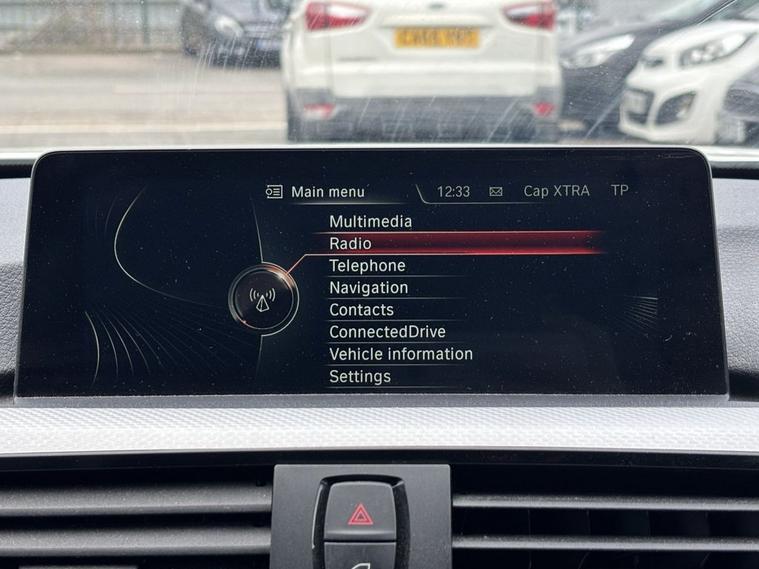 Main menu 12:33 Cap XTRA TP
Multimedia
Radio
Telephone
Navigation
Contacts
ConnectedDrive
Vehicle information
Settings